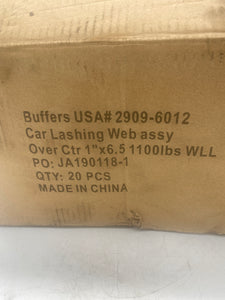 Buffers USA# 2909-6012
Car Lashing Web assy
Over Ctr 1"x6.5 1100lbs WLL
PO: JA190118-1
QTY: 20 PCS
MADE IN CHINA